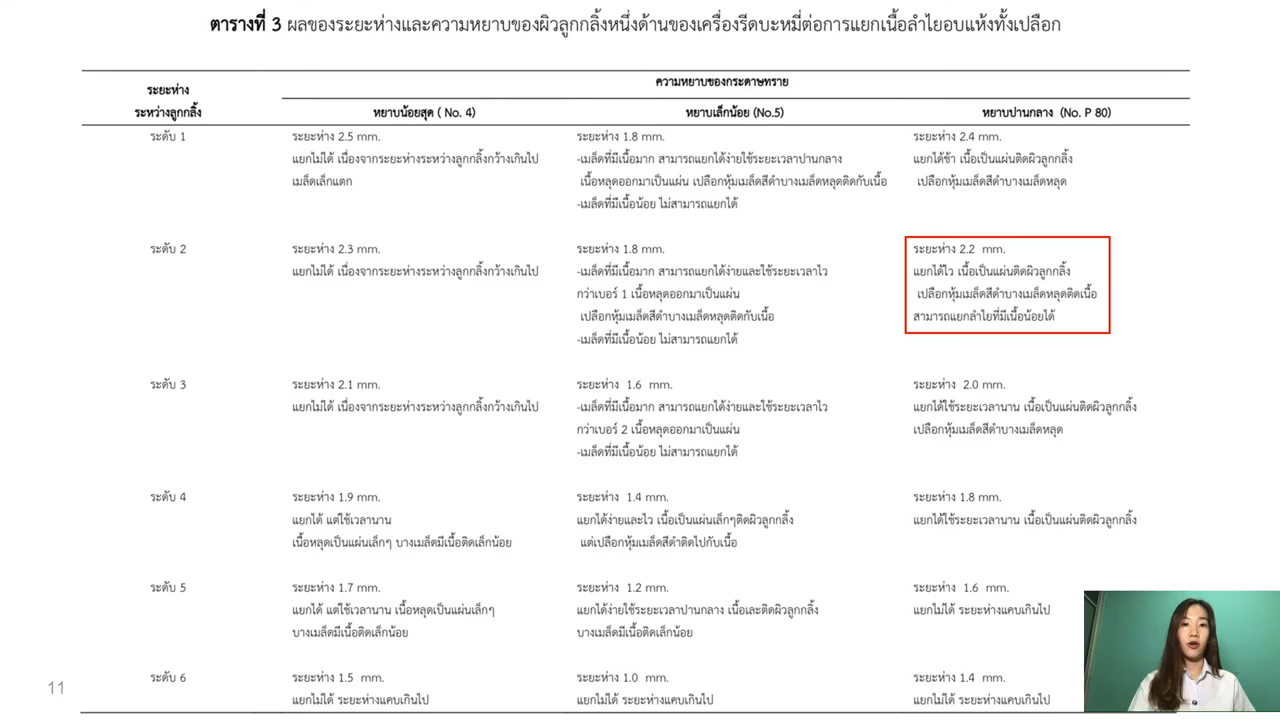 ตารางที่ 3 ผลของระยะห่างและความหยาบของผิวลูกกลิ้งหนึ่งด้านของเครื่องรีดบะหมี่ต่อการแยกเนื้อลำไยอบแห้งทั้งเปลือก
ระยะห่าง
ระหว่างลูกกลิ้ง
ความหยาบของกระดาษทราย
หยาบน้อยสุด ( No. 4)
หยาบเล็กน้อย (No.5)
หยาบปานกลาง (No. P 80)
ระดับ 1
ระยะห่าง 2.5 mm.
แยกไม่ได้ เนื่องจากระยะห่างระหว่างลูกกลิ้งกว้างเกินไป
เมล็ดเล็กแตก
ระยะห่าง 1.8 mm.
-เมล็ดที่มีเนื้อมาก สามารถแยกได้ง่ายใช้ระยะเวลาปานกลาง
เนื้อหลุดออกมาเป็นแผ่น เปลือกหุ้มเมล็ดสีดำบางเมล็ดหลุดติดกับเนื้อ
-เมล็ดที่มีเนื้อน้อย ไม่สามารถแยกได้
ระยะห่าง 2.4 mm.
แยกได้ช้า เนื้อเป็นแผ่นติดผิวลูกกลิ้ง
เปลือกหุ้มเมล็ดสีดำบางเมล็ดหลุด
ระดับ 2
ระยะห่าง 2.3 mm.
แยกไม่ได้ เนื่องจากระยะห่างระหว่างลูกกลิ้งกว้างเกินไป
ระยะห่าง 1.8 mm.
-เมล็ดที่มีเนื้อมาก สามารถแยกได้ง่ายและใช้ระยะเวลาไว
กว่าเบอร์ 1 เนื้อหลุดออกมาเป็นแผ่น
เปลือกหุ้มเมล็ดสีดำบางเมล็ดหลุดติดกับเนื้อ
-เมล็ดที่มีเนื้อน้อย ไม่สามารถแยกได้
ระยะห่าง 2.2 mm.
แยกได้ไว เนื้อเป็นแผ่นติดผิวลูกกลิ้ง
เปลือกหุ้มเมล็ดสีดำบางเมล็ดหลุดติดเนื้อ
สามารถแยกลำไยที่มีเนื้อน้อยได้
ระดับ 3
ระยะห่าง 2.1 mm.
แยกไม่ได้ เนื่องจากระยะห่างระหว่างลูกกลิ้งกว้างเกินไป
ระยะห่าง 1.6 mm.
-เมล็ดที่มีเนื้อมาก สามารถแยกได้ง่ายและใช้ระยะเวลาไว
กว่าเบอร์ 2 เนื้อหลุดออกมาเป็นแผ่น
-เมล็ดที่มีเนื้อน้อย ไม่สามารถแยกได้
ระยะห่าง 2.0 mm.
แยกได้ใช้ระยะเวลานาน เนื้อเป็นแผ่นติดผิวลูกกลิ้ง
เปลือกหุ้มเมล็ดสีดำบางเมล็ดหลุด
ระดับ 4
ระยะห่าง 1.9 mm.
แยกได้ แต่ใช้เวลานาน
เนื้อหลุดเป็นแผ่นเล็กๆ บางเมล็ดมีเนื้อติดเล็กน้อย
ระยะห่าง 1.4 mm.
แยกได้ง่ายและไว เนื้อเป็นแผ่นเล็กๆติดผิวลูกกลิ้ง
แต่เปลือกหุ้มเมล็ดสีดำติดไปกับเนื้อ
ระยะห่าง 1.8 mm.
แยกได้ใช้ระยะเวลานาน เนื้อเป็นแผ่นติดผิวลูกกลิ้ง
ระดับ 5
ระยะห่าง 1.7 mm.
แยกได้ แต่ใช้เวลานาน เนื้อหลุดเป็นแผ่นเล็กๆ
บางเมล็ดมีเนื้อติดเล็กน้อย
ระยะห่าง 1.2 mm.
แยกได้ง่ายใช้ระยะเวลาปานกลาง เนื้อเละติดผิวลูกกลิ้ง
บางเมล็ดมีเนื้อติดเล็กน้อย
ระยะห่าง 1.6 mm.
แยกไม่ได้ ระยะห่างแคบเกินไป
ระดับ 6
ระยะห่าง 1.5 mm.
แยกไม่ได้ ระยะห่างแคบเกินไป
ระยะห่าง 1.0 mm.
แยกไม่ได้ ระยะห่างแคบเกินไป
ระยะห่าง 1.4 mm.
แยกไม่ได้ ระยะห่างแคบเกินไป
11